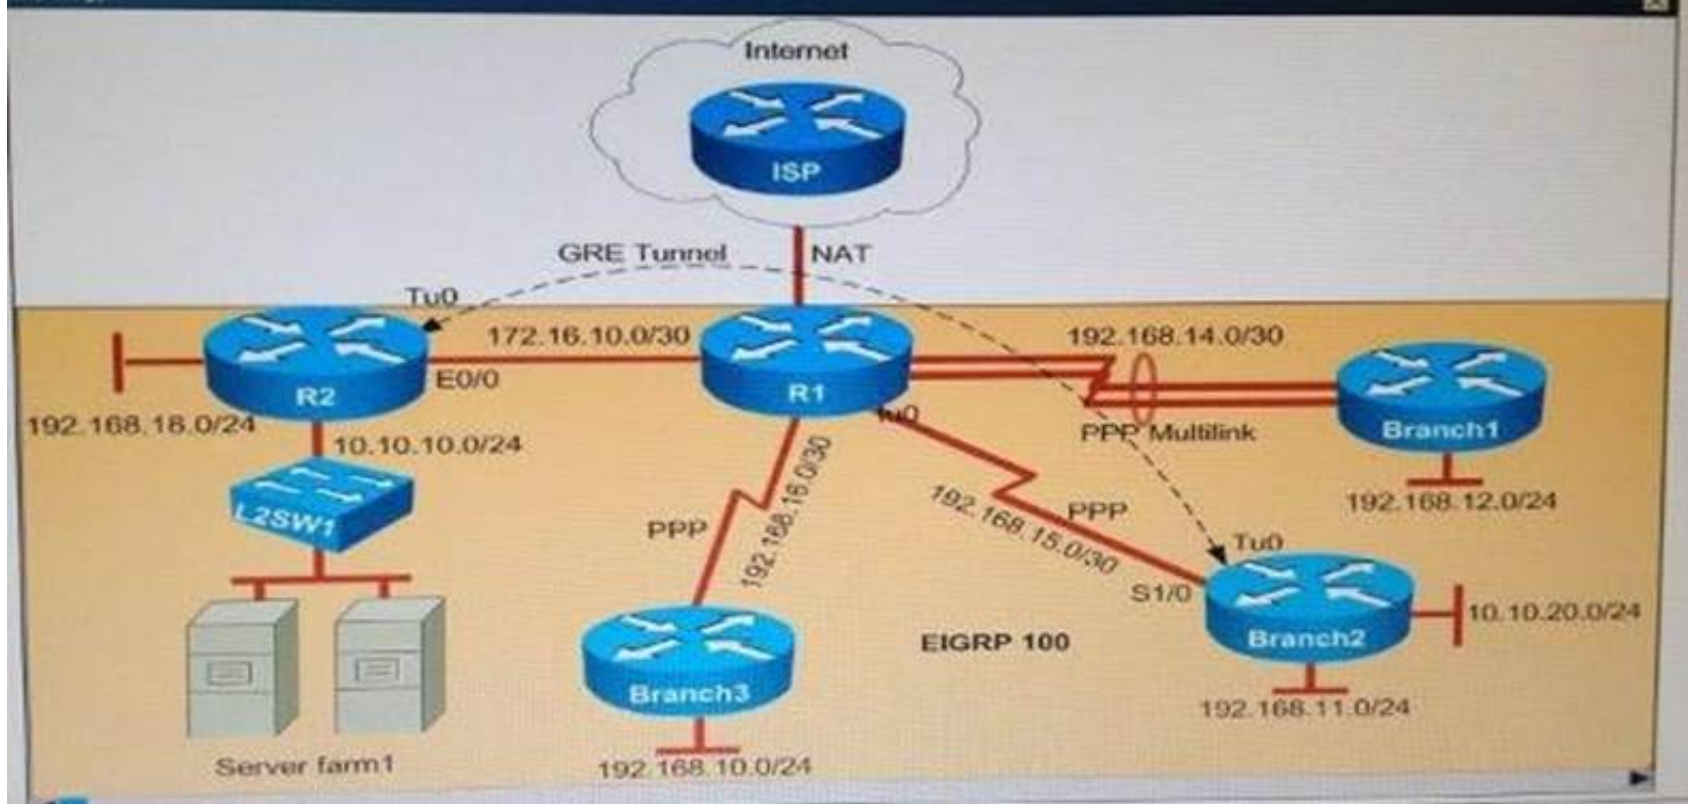 Internet
ISP
GRE Tunnel
NAT
Tu0
172.16.10.0/30
192.168.14.0/30
R2
E0/0
R1
Branch1
192.168.18.0/24
10.10.10.0/24
tu0
PPP Multilink
192.168.12.0/24
L2SW1
PPP
192.168.16.0/30
192.168.15.0/30
PPP
Tu0
S1/0
10.10.20.0/24
Branch2
EIGRP 100
Branch3
192.168.11.0/24
Server farm1
192.168.10.0/24